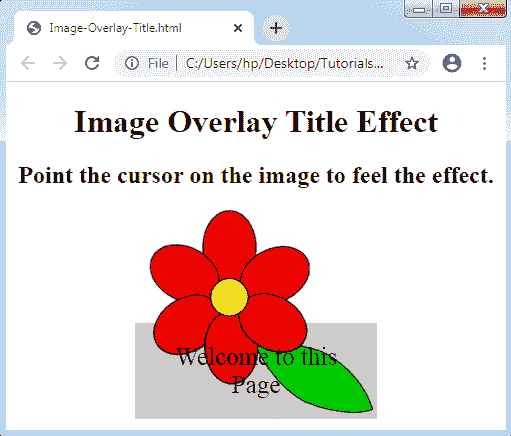 Image-Overlay-Title.html
File | C:/Users/hp/Desktop/Tutorials...
Image Overlay Title Effect
Point the cursor on the image to feel the effect.
Welcome to this
Page